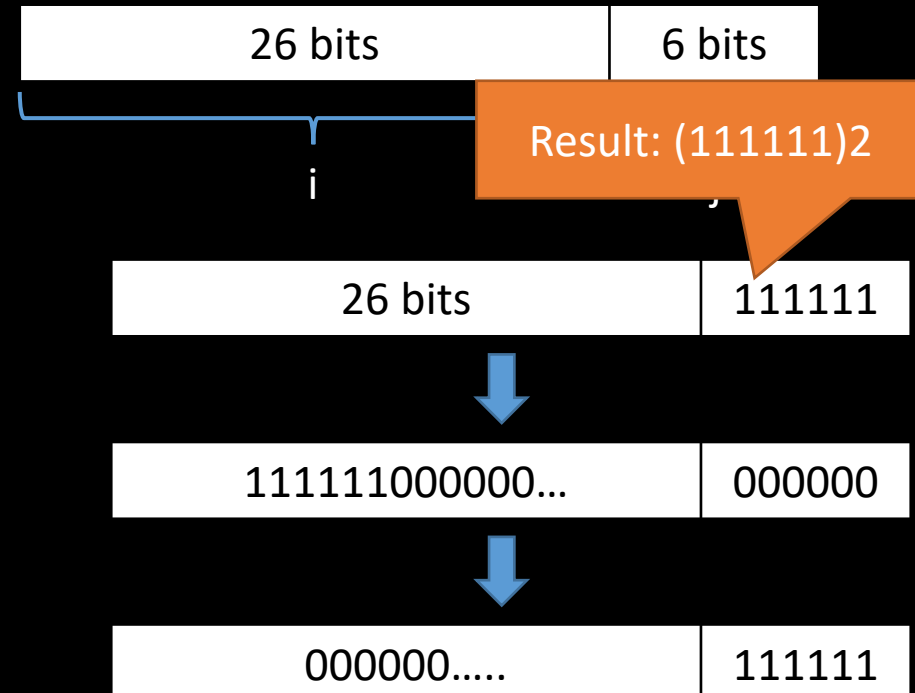 26 bits
6 bits
Result: (111111)2
i
26 bits
111111
111111000000...
000000
000000.....
111111